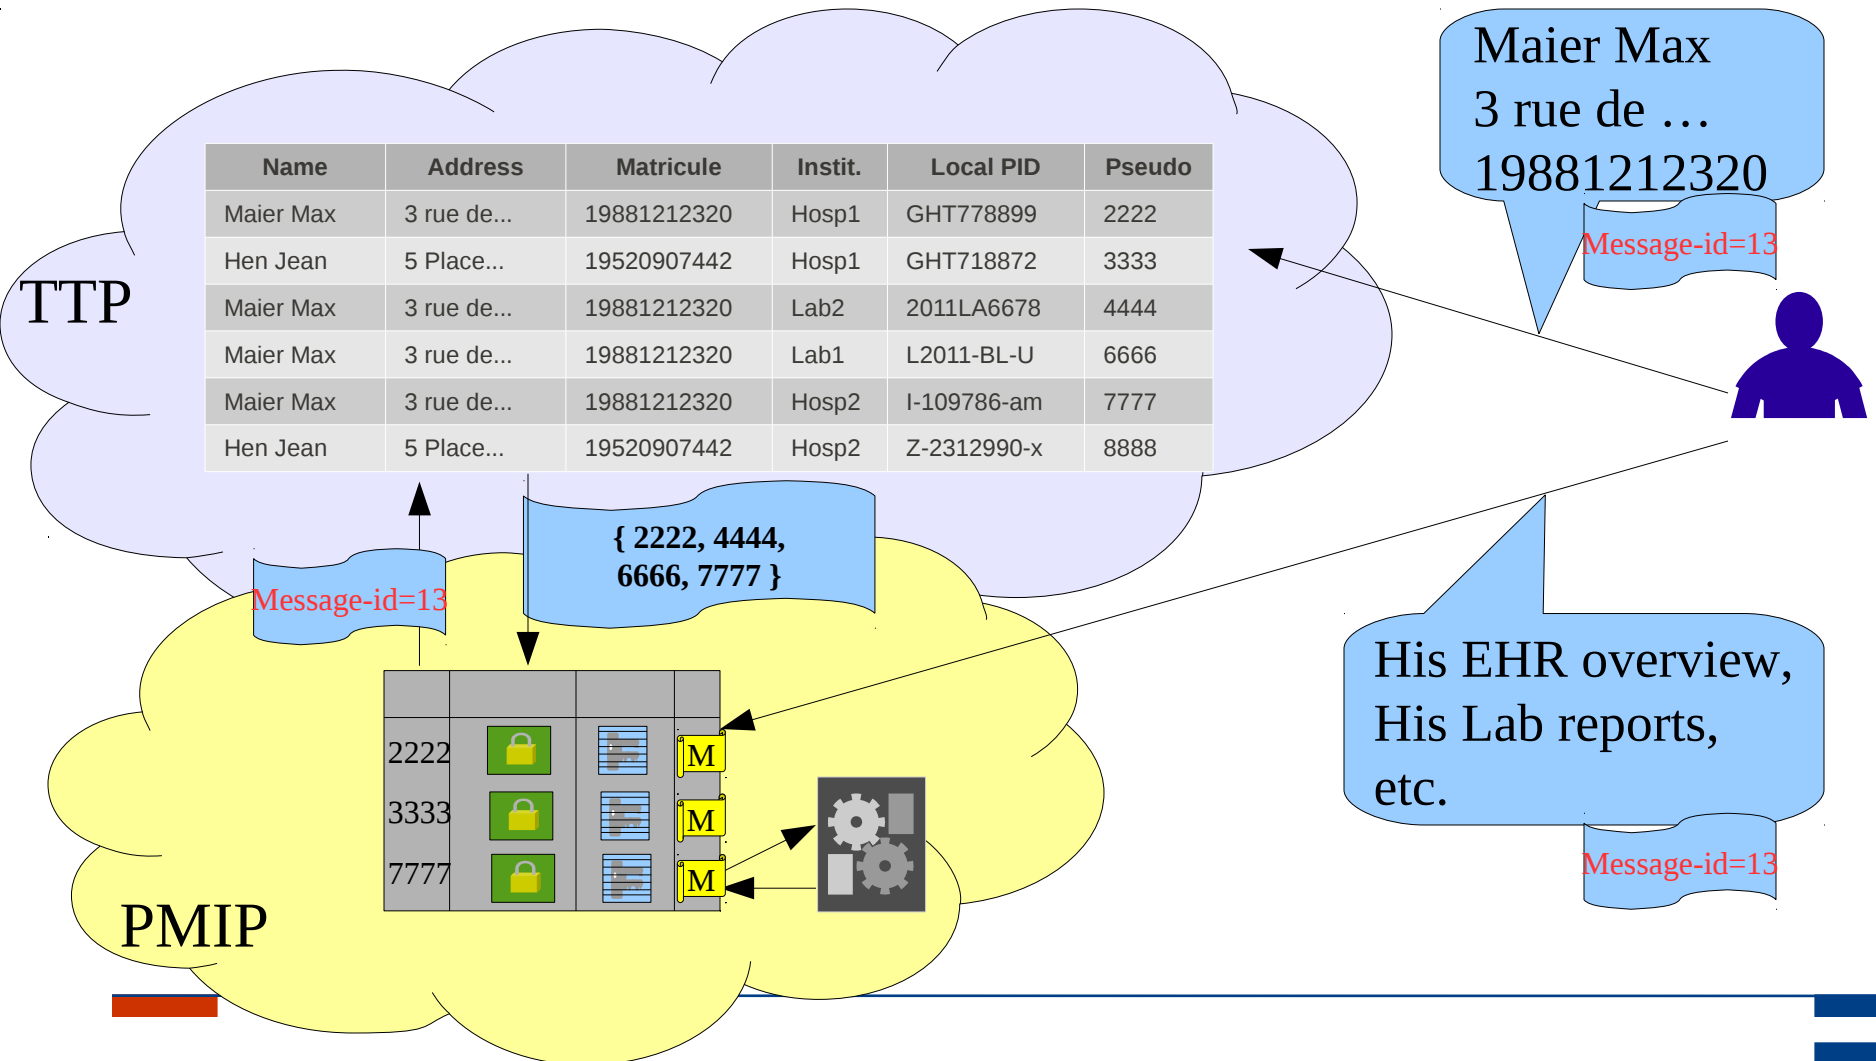 Maier Max
3 rue de …
19881212320
Message-id=13
Name Address Matricule Instit. Local PID Pseudo
Maier Max 3 rue de... 19881212320 Hosp1 GHT778899 2222
Hen Jean 5 Place... 19520907442 Hosp1 GHT718872 3333
Maier Max 3 rue de... 19881212320 Lab2 2011LA6678 4444
Maier Max 3 rue de... 19881212320 Lab1 L2011-BL-U 6666
Maier Max 3 rue de... 19881212320 Hosp2 I-109786-am 7777
Hen Jean 5 Place... 19520907442 Hosp2 Z-2312990-x 8888
TTP
{ 2222, 4444,
6666, 7777 }
Message-id=13
2222 M
3333 M
7777 M
PMIP
His EHR overview,
His Lab reports,
etc.
Message-id=13